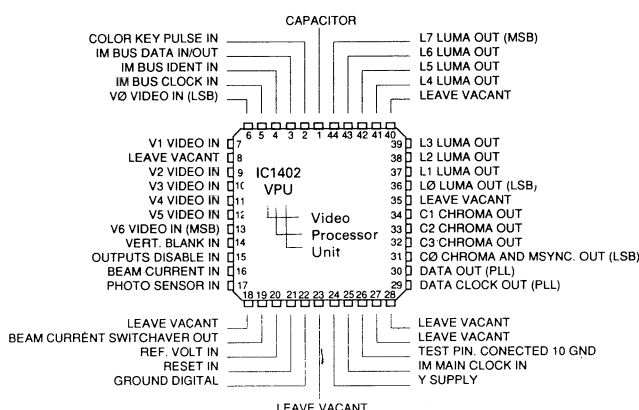 CAPACITOR
COLOR KEY PULSE IN
IM BUS DATA IN/OUT
IM BUS IDENT IN
IM BUS CLOCK IN
VØ VIDEO IN (LSB)
L7 LUMA OUT (MSB)
L6 LUMA OUT
L5 LUMA OUT
L4 LUMA OUT
LEAVE VACANT
6 5 4 3 2 1 44 43 42 41 40
V1 VIDEO IN 7
LEAVE VACANT 8
V2 VIDEO IN 9
V3 VIDEO IN 10
V4 VIDEO IN 11
V5 VIDEO IN 12
V6 VIDEO IN (MSB) 13
VERT. BLANK IN 14
OUTPUTS DISABLE IN 15
BEAM CURRENT IN 16
PHOTO SENSOR IN 17
IC1402
VPU
Video
Processor
Unit
39 L3 LUMA OUT
38 L2 LUMA OUT
37 L1 LUMA OUT
36 LØ LUMA OUT (LSB)
35 LEAVE VACANT
34 C1 CHROMA OUT
33 C2 CHROMA OUT
32 C3 CHROMA OUT
31 CØ CHROMA AND MSYNC. OUT (LSB)
30 DATA OUT (PLL)
29 DATA CLOCK OUT (PLL)
18 19 20 21 22 23 24 25 26 27 28
LEAVE VACANT
BEAM CURRENT SWITCHAVER OUT
REF. VOLT IN
RESET IN
GROUND DIGITAL
LEAVE VACANT
LEAVE VACANT
TEST PIN. CONECTED 10 GND
IM MAIN CLOCK IN
Y SUPPLY
LEAVE VACANT